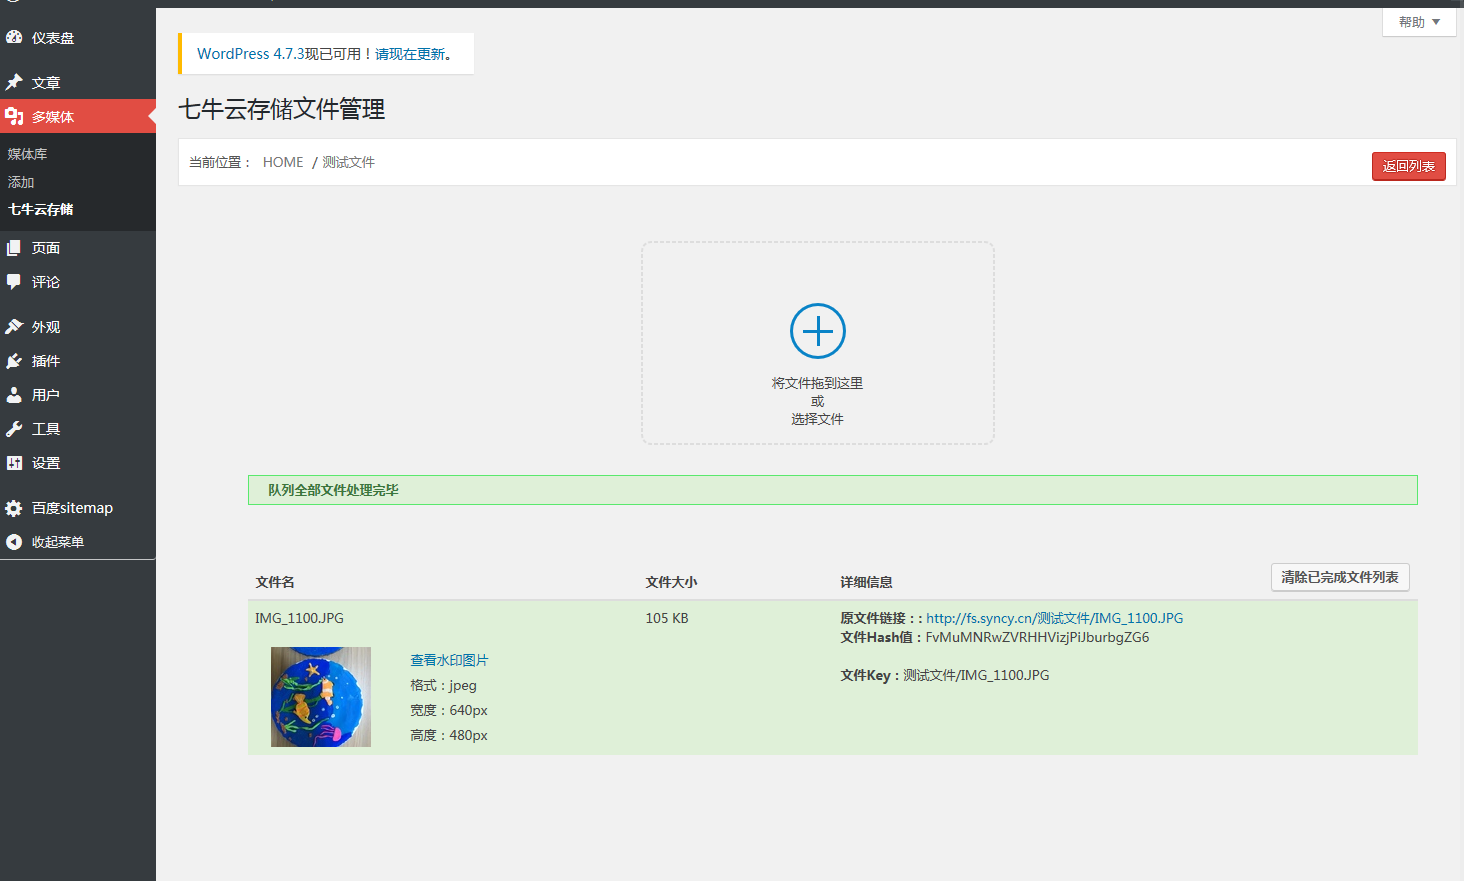 帮助
仪表盘
文章
多媒体
媒体库
添加
七牛云存储
页面
评论
外观
插件
用户
工具
设置
百度sitemap
收起菜单
WordPress 4.7.3现已可用！请现在更新。
七牛云存储文件管理
当前位置： HOME / 测试文件
返回列表
将文件拖到这里
或
选择文件
队列全部文件处理完毕
文件名 文件大小 详细信息 清除已完成文件列表
IMG_1100.JPG 105 KB 原文件链接：: http://fs.syncy.cn/测试文件/IMG_1100.JPG
文件Hash值：FvMuMNRwZVRHHVizjPiJburbgZG6
查看水印图片
文件Key：测试文件/IMG_1100.JPG
格式：jpeg
宽度：640px
高度：480px